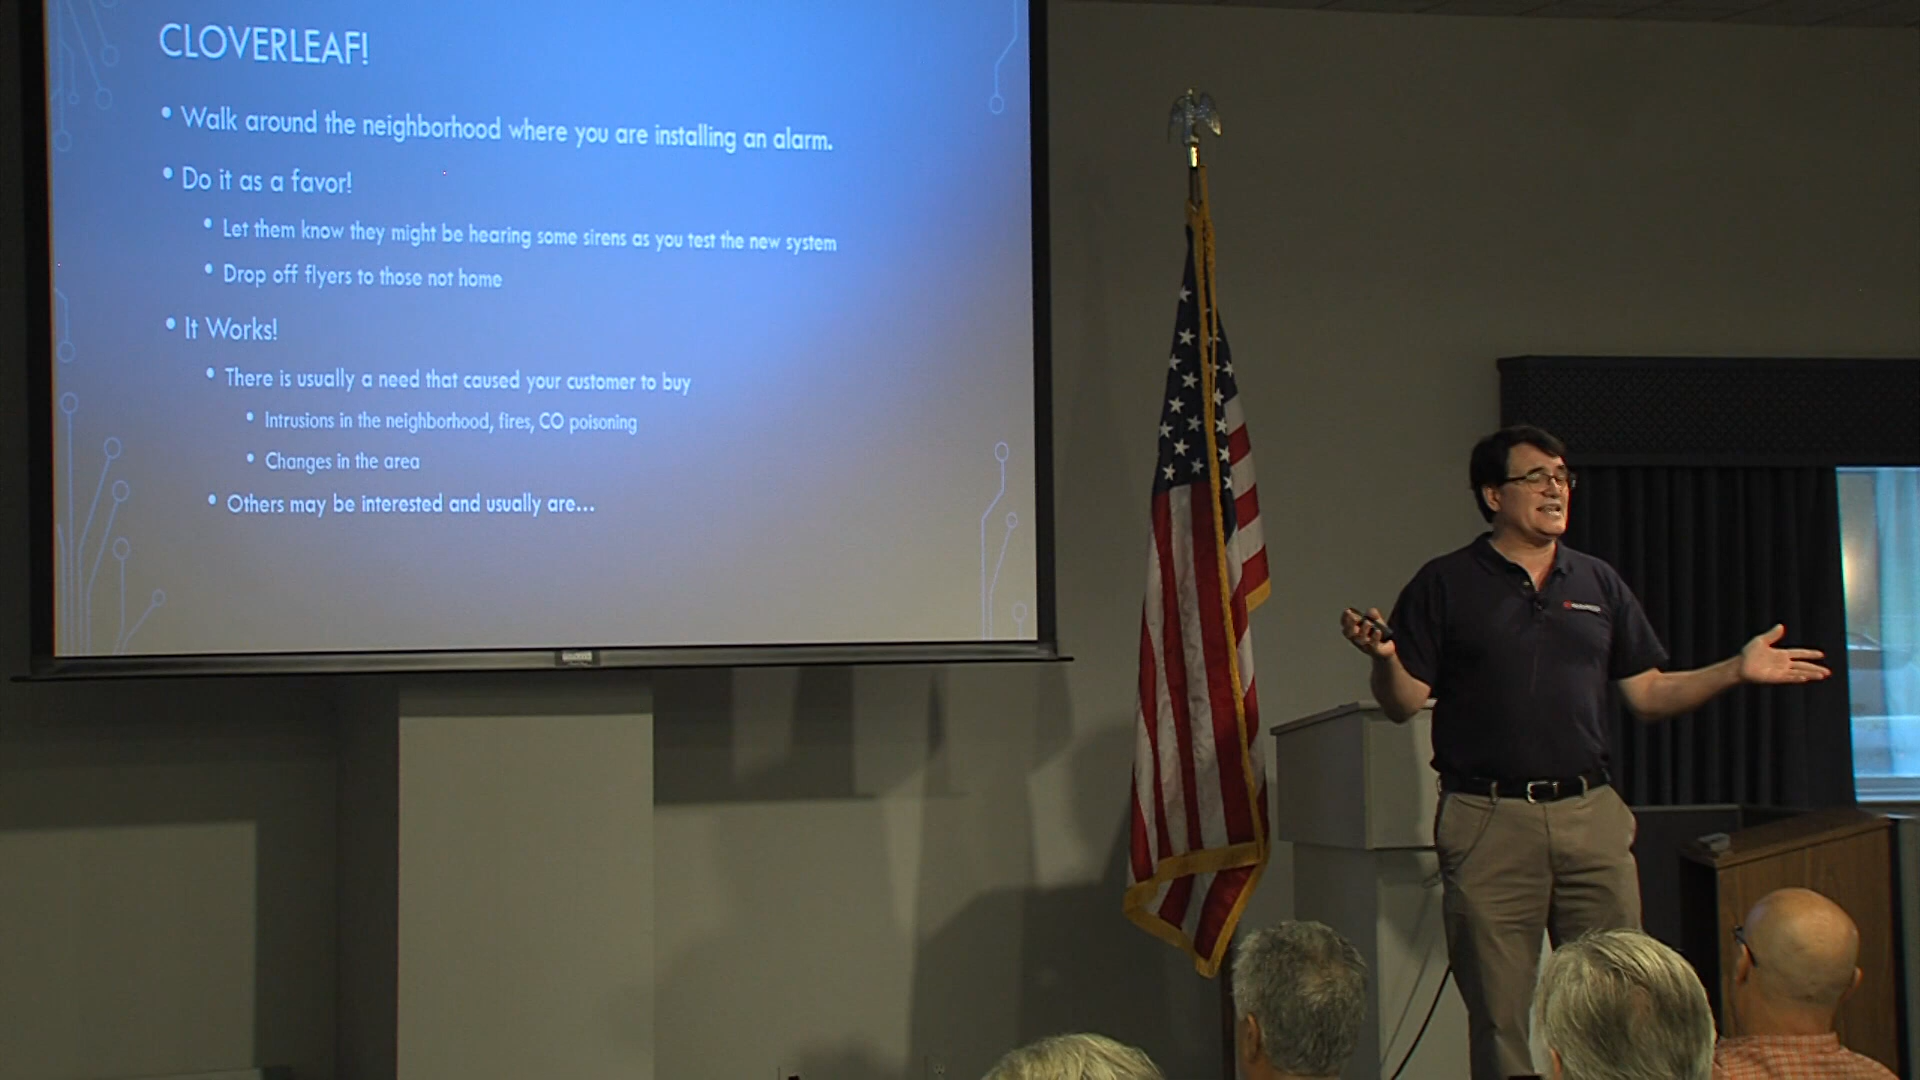 CLOVERLEAF!
• Walk around the neighborhood where you are installing an alarm.
• Do it as a favor!
• Let them know they might be hearing some sirens as you test the new system
• Drop off flyers to those not home
• It Works!
• There is usually a need that caused your customer to buy
• Intrusions in the neighborhood, fires, CO poisoning
• Changes in the area
• Others may be interested and usually are...